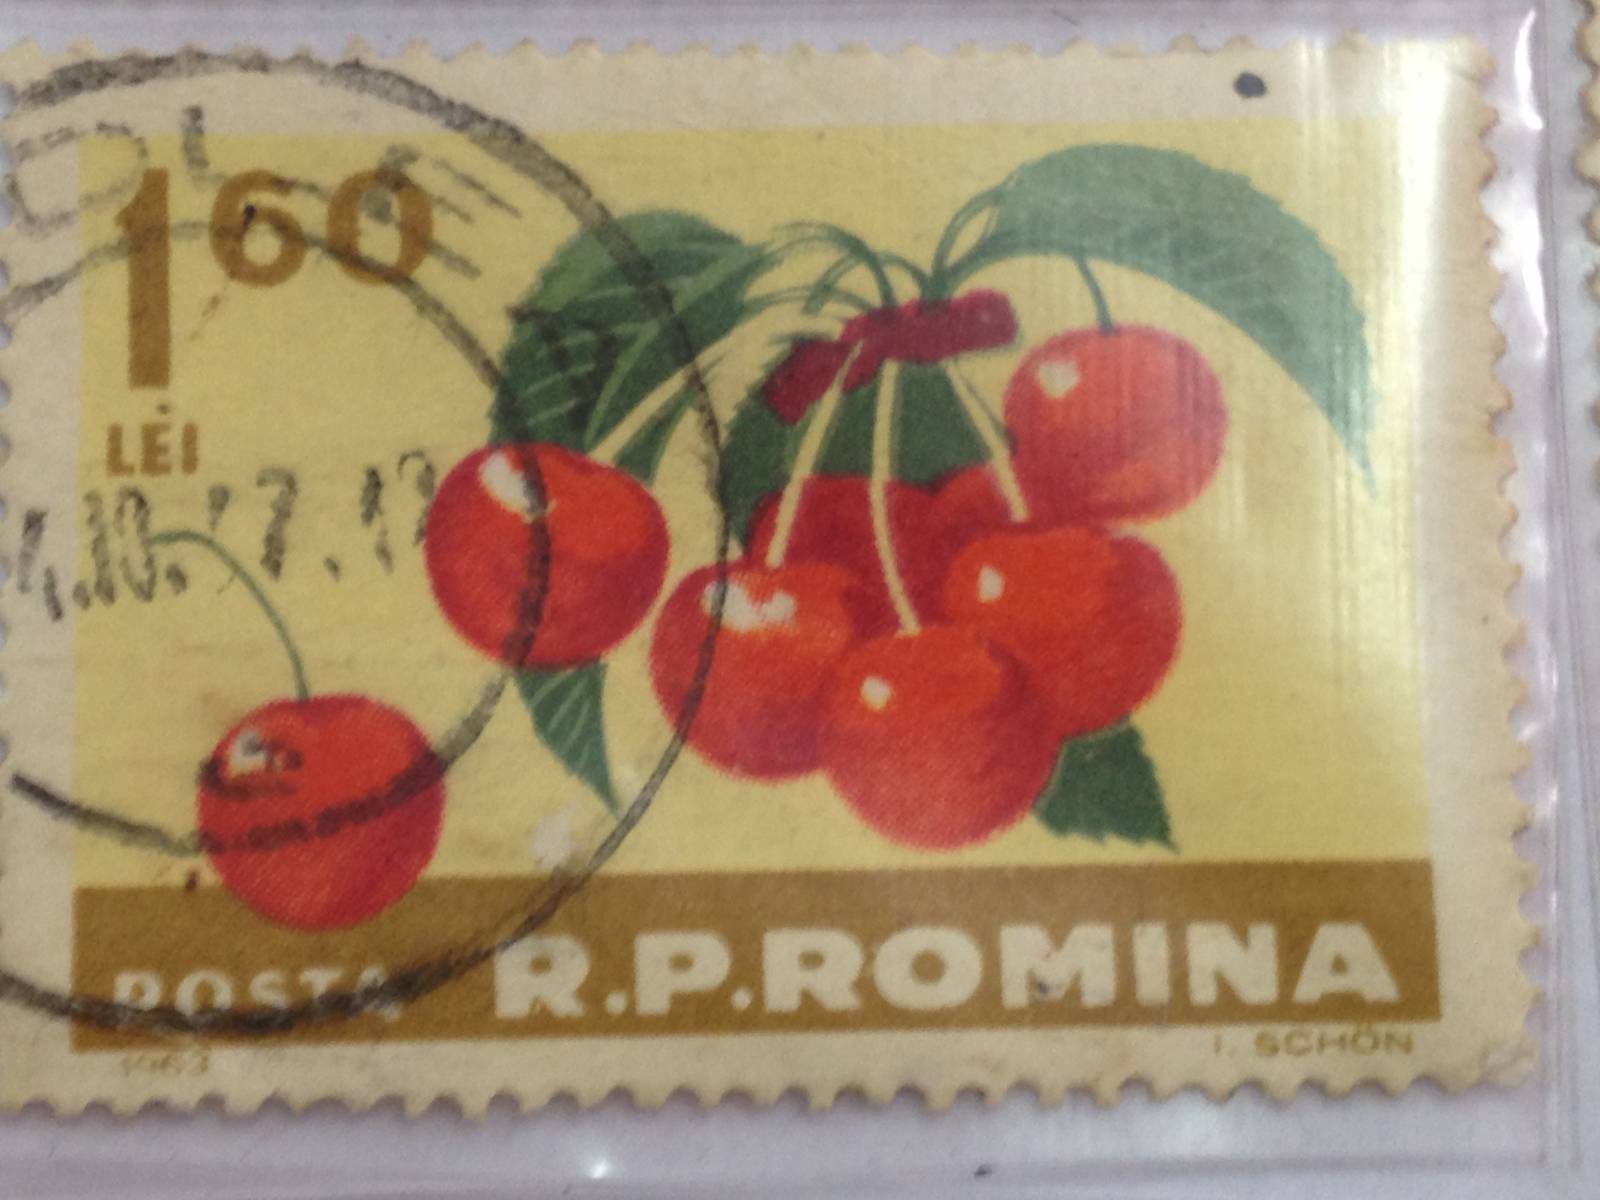 1 60
LEI
POSTA R.P.ROMINA
1963 I. SCHÖN